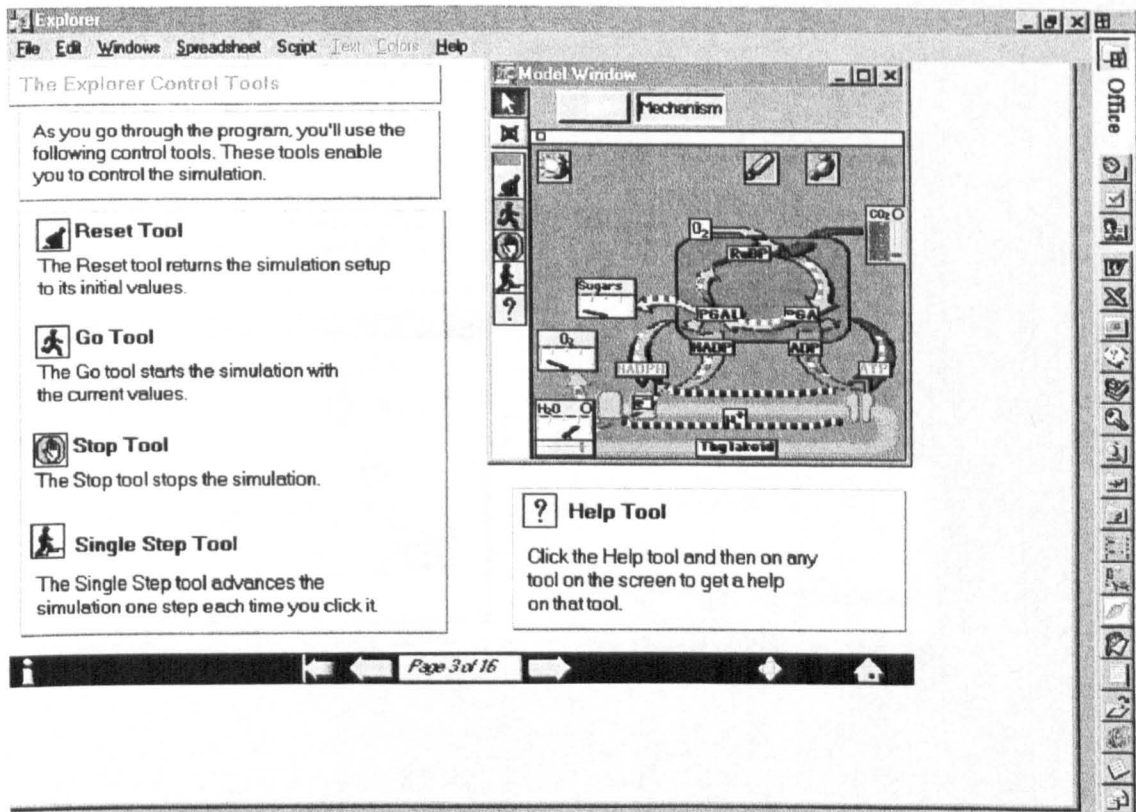 Explorer
File Edit Windows Spreadsheet Script Text Colors Help
The Explorer Control Tools
As you go through the program, you'll use the
following control tools. These tools enable
you to control the simulation.
Reset Tool
The Reset tool returns the simulation setup
to its initial values.
Go Tool
The Go tool starts the simulation with
the current values.
Stop Tool
The Stop tool stops the simulation.
Single Step Tool
The Single Step tool advances the
simulation one step each time you click it.
Model Window
Mechanism
CO2
O2
RuDP
Sugars
PGAL PGA
O2
NADP ADP
NADPH ATP
H2O
H+
Thylakoid
?
? Help Tool
Click the Help tool and then on any
tool on the screen to get a help
on that tool.
Page 3 of 16
Office